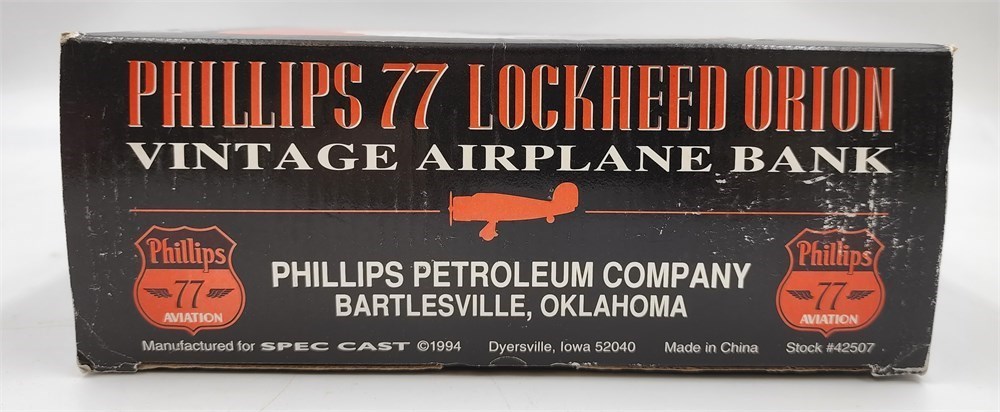 PHILLIPS 77 LOCKHEED ORION
VINTAGE AIRPLANE BANK
Phillips
77
AVIATION
PHILLIPS PETROLEUM COMPANY
BARTLESVILLE, OKLAHOMA
Phillips
77
AVIATION
Manufactured for SPEC CAST ©1994 Dyersville, Iowa 52040 Made in China Stock #42507